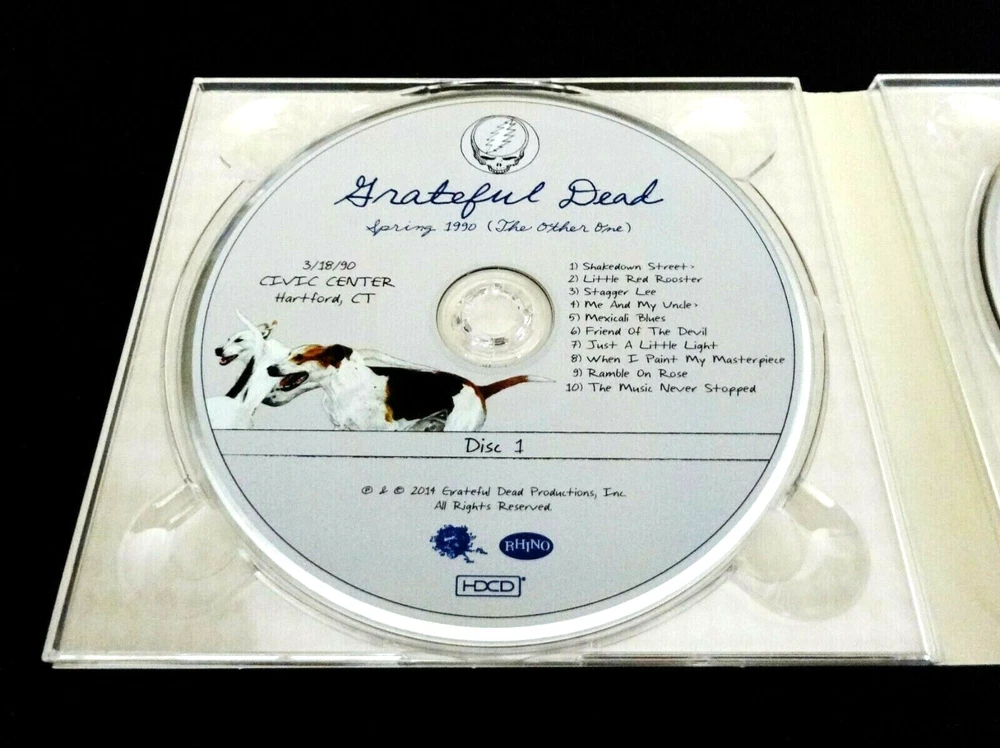 Grateful Dead
Spring 1990 (The Other One)
3/18/90
CIVIC CENTER
Hartford, CT
1) Shakedown Street>
2) Little Red Rooster
3) Stagger Lee
4) Me And My Uncle>
5) Mexicali Blues
6) Friend Of The Devil
7) Just A Little Light
8) When I Paint My Masterpiece
9) Ramble On Rose
10) The Music Never Stopped
Disc 1
℗ & © 2014 Grateful Dead Productions, Inc.
All Rights Reserved.
RHINO
HDCD®